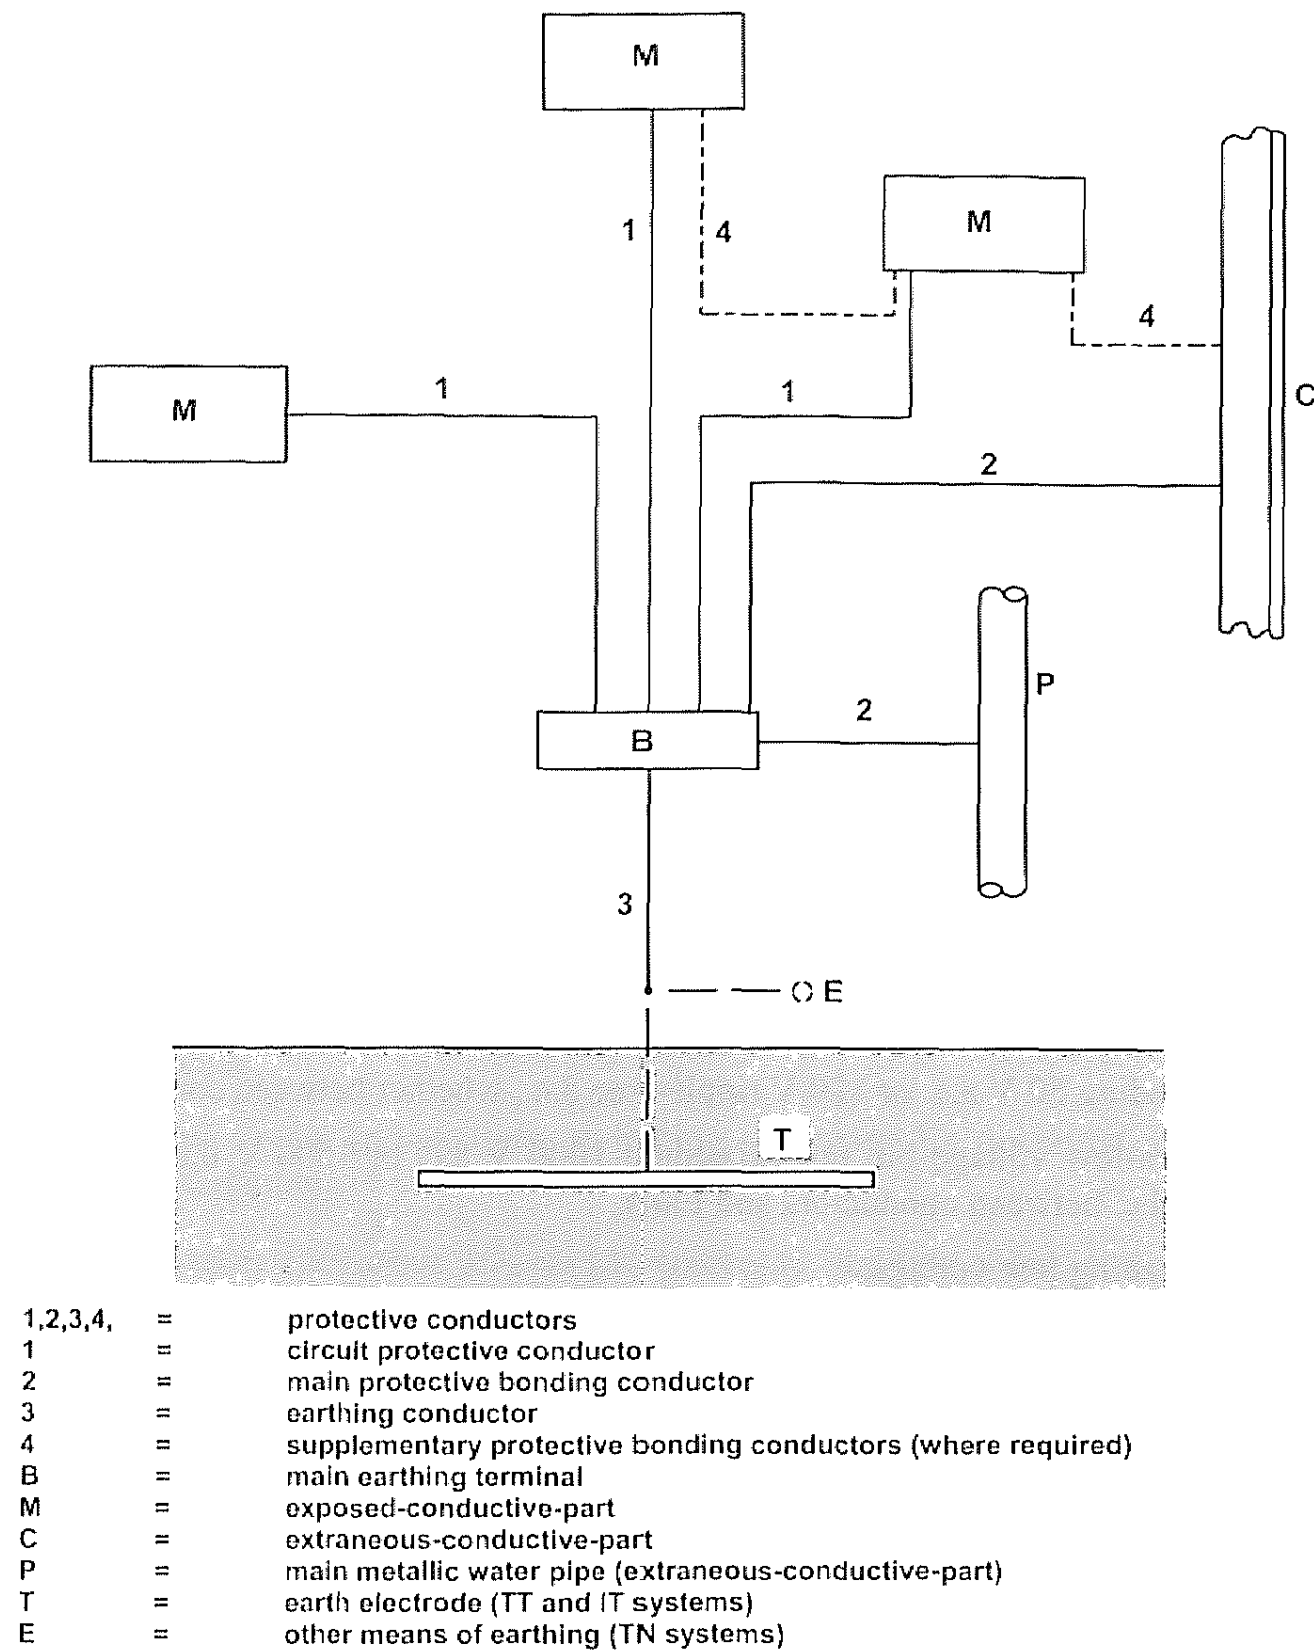 M
M
1
4
4
M
1
1
C
2
P
2
B
3
E
T
1,2,3,4, = protective conductors
1 = circuit protective conductor
2 = main protective bonding conductor
3 = earthing conductor
4 = supplementary protective bonding conductors (where required)
B = main earthing terminal
M = exposed-conductive-part
C = extraneous-conductive-part
P = main metallic water pipe (extraneous-conductive-part)
T = earth electrode (TT and IT systems)
E = other means of earthing (TN systems)